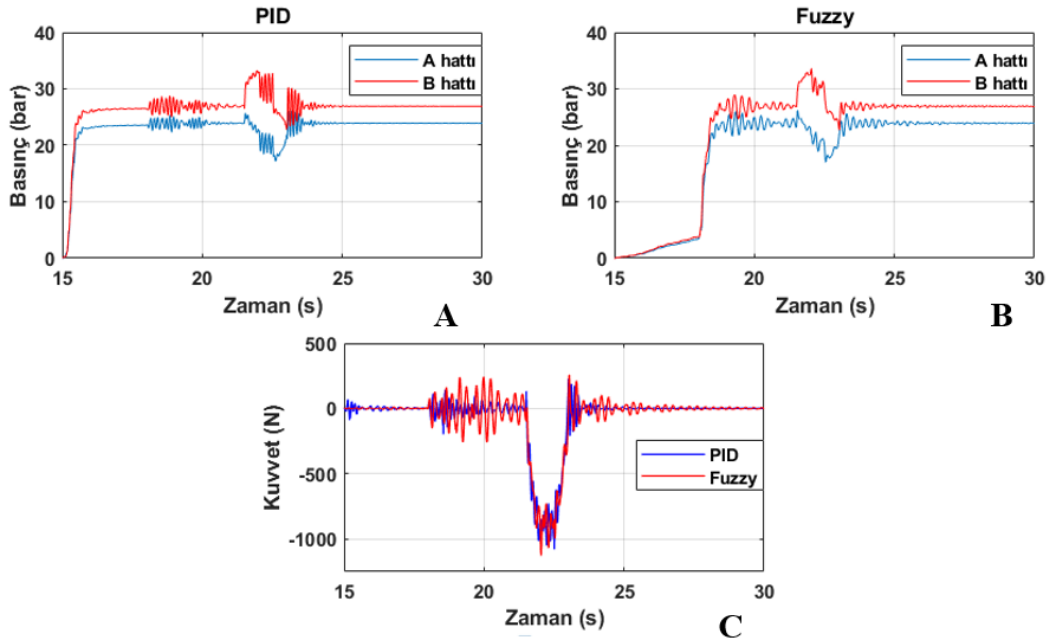 PID
Basınç (bar)
40
30
20
10
0
A hattı
B hattı
15
20
25
30
Zaman (s)
A
Fuzzy
Basınç (bar)
40
30
20
10
0
A hattı
B hattı
15
20
25
30
Zaman (s)
B
Kuvvet (N)
500
0
-500
-1000
PID
Fuzzy
15
20
25
30
Zaman (s)
C